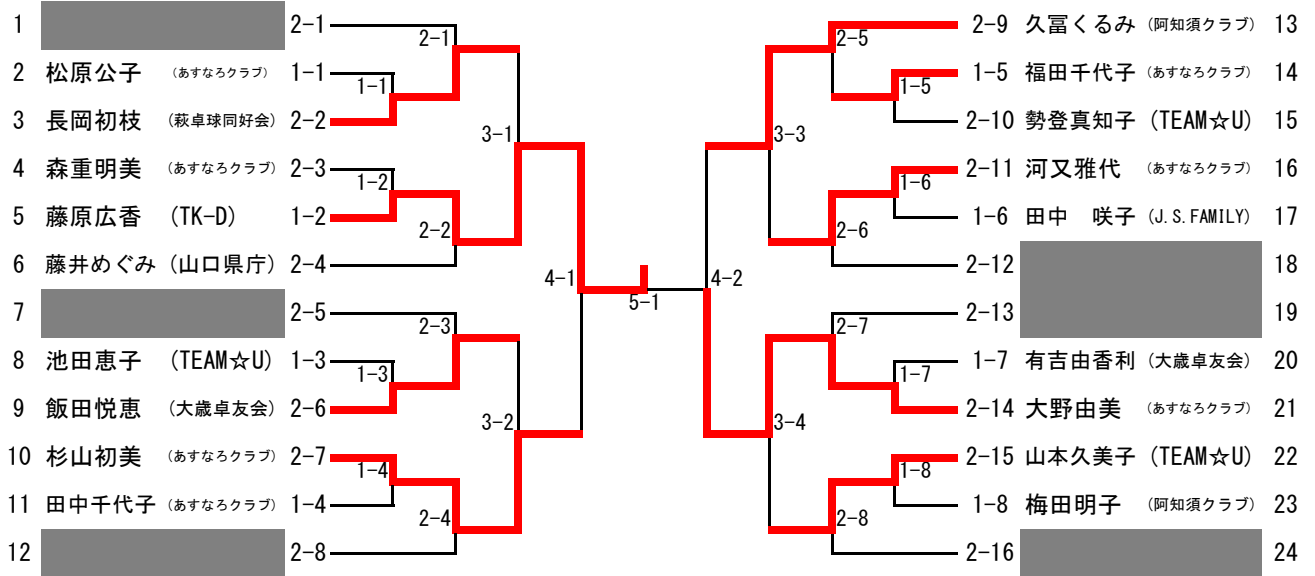 1 2-1
2 松原公子 (あすなろクラブ) 1-1
3 長岡初枝 (萩卓球同好会) 2-2
4 森重明美 (あすなろクラブ) 2-3
5 藤原広香 (TK-D) 1-2
6 藤井めぐみ (山口県庁) 2-4
7 2-5
8 池田恵子 (TEAM☆U) 1-3
9 飯田悦恵 (大歳卓友会) 2-6
10 杉山初美 (あすなろクラブ) 2-7
11 田中千代子 (あすなろクラブ) 1-4
12 2-8
2-1
1-1
3-1
1-2
2-2
4-1
2-3
1-3
3-2
1-4
2-4
5-1
4-2
2-5
1-5
3-3
1-6
2-6
2-7
1-7
3-4
1-8
2-8
2-9 久冨くるみ (阿知須クラブ) 13
1-5 福田千代子 (あすなろクラブ) 14
2-10 勢登真知子 (TEAM☆U) 15
2-11 河又雅代 (あすなろクラブ) 16
1-6 田中 咲子 (J.S.FAMILY) 17
2-12 18
2-13 19
1-7 有吉由香利 (大歳卓友会) 20
2-14 大野由美 (あすなろクラブ) 21
2-15 山本久美子 (TEAM☆U) 22
1-8 梅田明子 (阿知須クラブ) 23
2-16 24